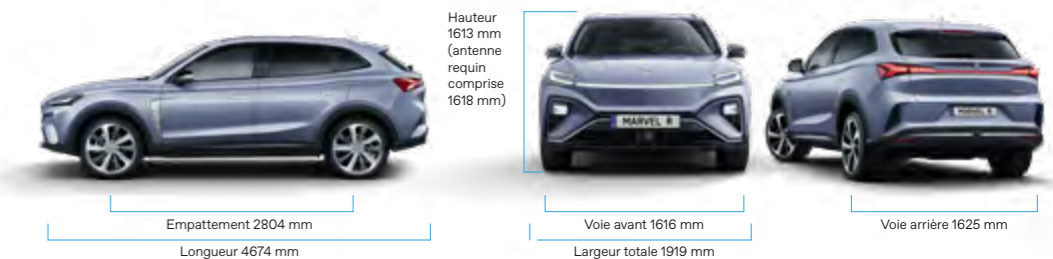 Hauteur
1613 mm
(antenne
requin
comprise
1618 mm)
MARVEL R
MARVEL R
Empattement 2804 mm
Voie avant 1616 mm
Voie arrière 1625 mm
Longueur 4674 mm
Largeur totale 1919 mm